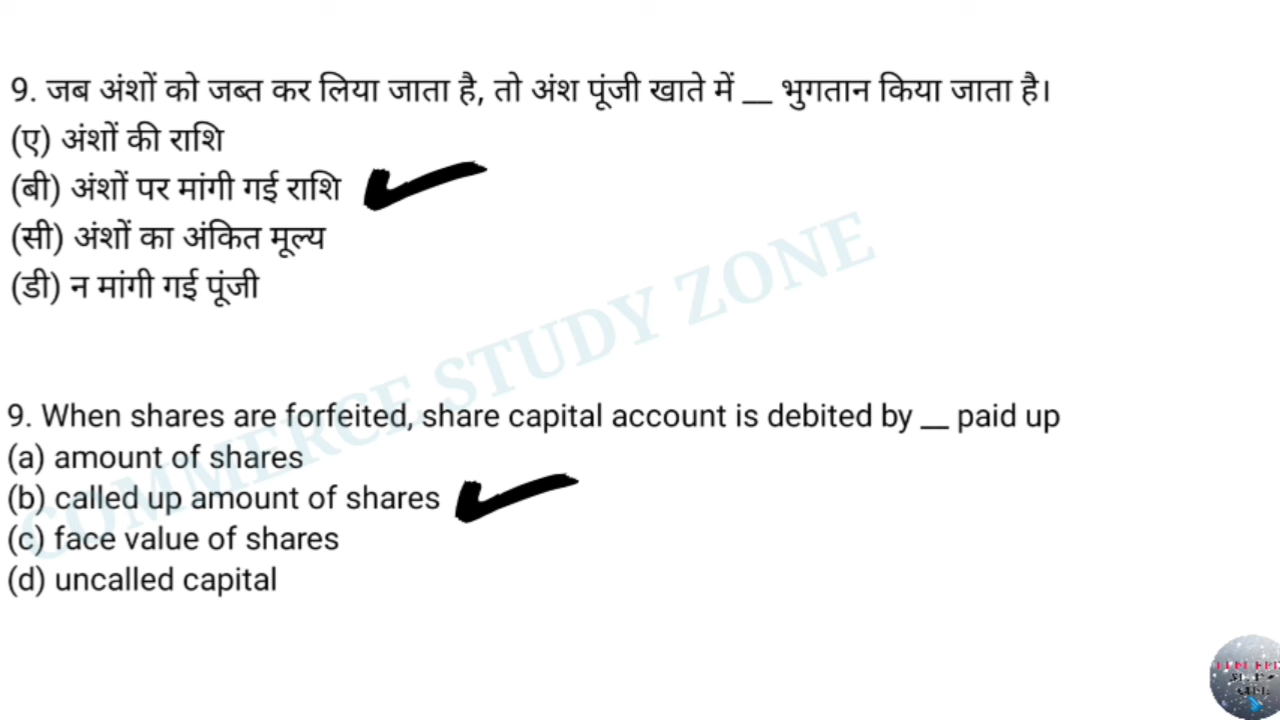 9. जब अंशों को जब्त कर लिया जाता है, तो अंश पूंजी खाते में __ भुगतान किया जाता है।
(ए) अंशों की राशि
(बी) अंशों पर मांगी गई राशि
(सी) अंशों का अंकित मूल्य
(डी) न मांगी गई पूंजी
COMMERCE STUDY ZONE
9. When shares are forfeited, share capital account is debited by __ paid up
(a) amount of shares
(b) called up amount of shares
(c) face value of shares
(d) uncalled capital